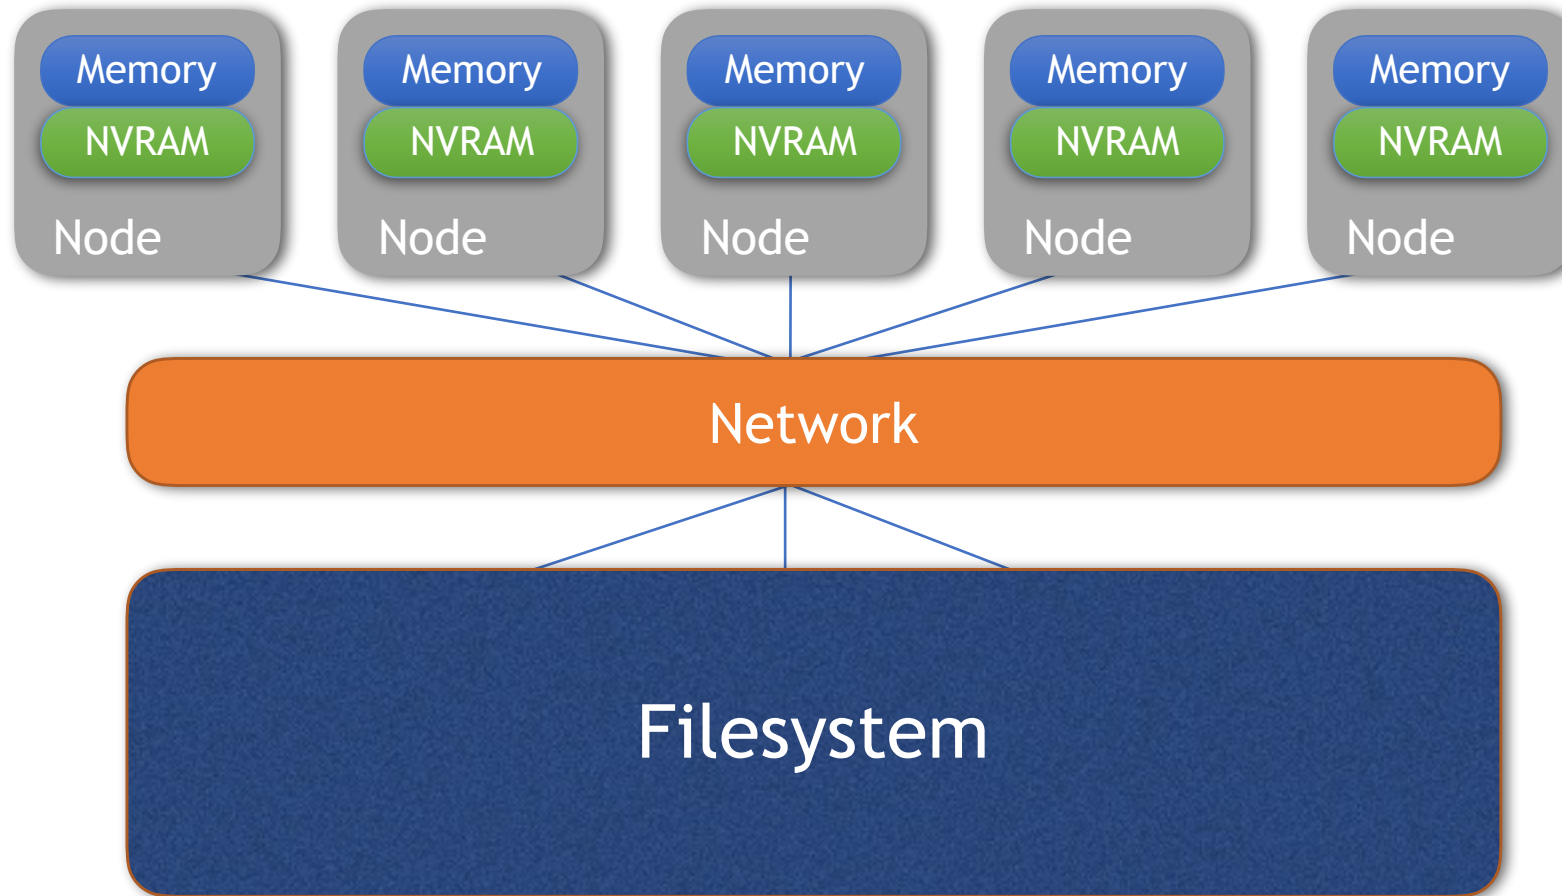 Memory
NVRAM
Node
Memory
NVRAM
Node
Memory
NVRAM
Node
Memory
NVRAM
Node
Memory
NVRAM
Node
Network
Filesystem